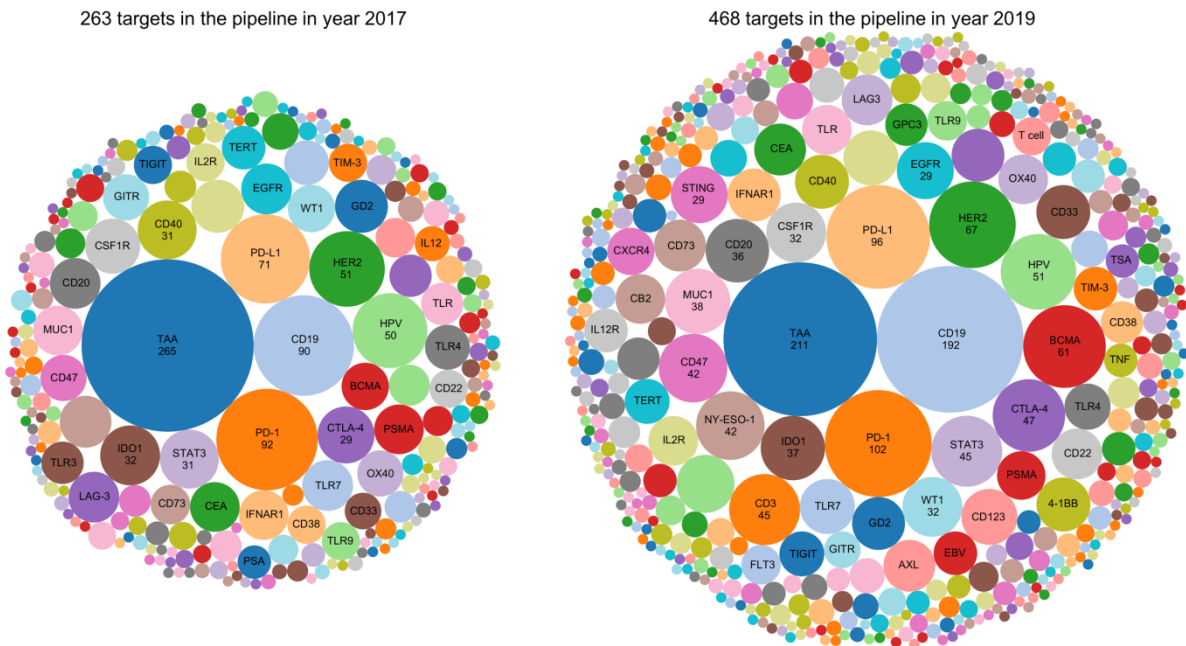 263 targets in the pipeline in year 2017
TERT
TIGIT
IL2R
TIM-3
GITR
EGFR
WT1
GD2
CD40
31
CSF1R
PD-L1
71
HER2
51
IL12
CD20
TLR
MUC1
TAA
265
CD19
90
HPV
50
TLR4
CD47
BCMA
CD22
IDO1
32
STAT3
31
PD-1
92
CTLA-4
29
PSMA
TLR3
OX40
LAG-3
CD73
CEA
TLR7
IFNAR1
CD38
CD33
TLR9
PSA
468 targets in the pipeline in year 2019
LAG3
TLR
GPC3
TLR9
T cell
CEA
EGFR
29
STING
29
IFNAR1
CD40
OX40
CSF1R
32
PD-L1
96
HER2
67
CD33
CXCR4
CD73
CD20
36
HPV
51
TSA
CB2
MUC1
38
TIM-3
IL12R
TAA
211
CD19
192
BCMA
61
CD38
TNF
CD47
42
TERT
NY-ESO-1
42
CTLA-4
47
TLR4
IL2R
IDO1
37
PD-1
102
STAT3
45
CD22
PSMA
CD3
45
TLR7
GD2
WT1
32
CD123
4-1BB
FLT3
TIGIT
GITR
AXL
EBV